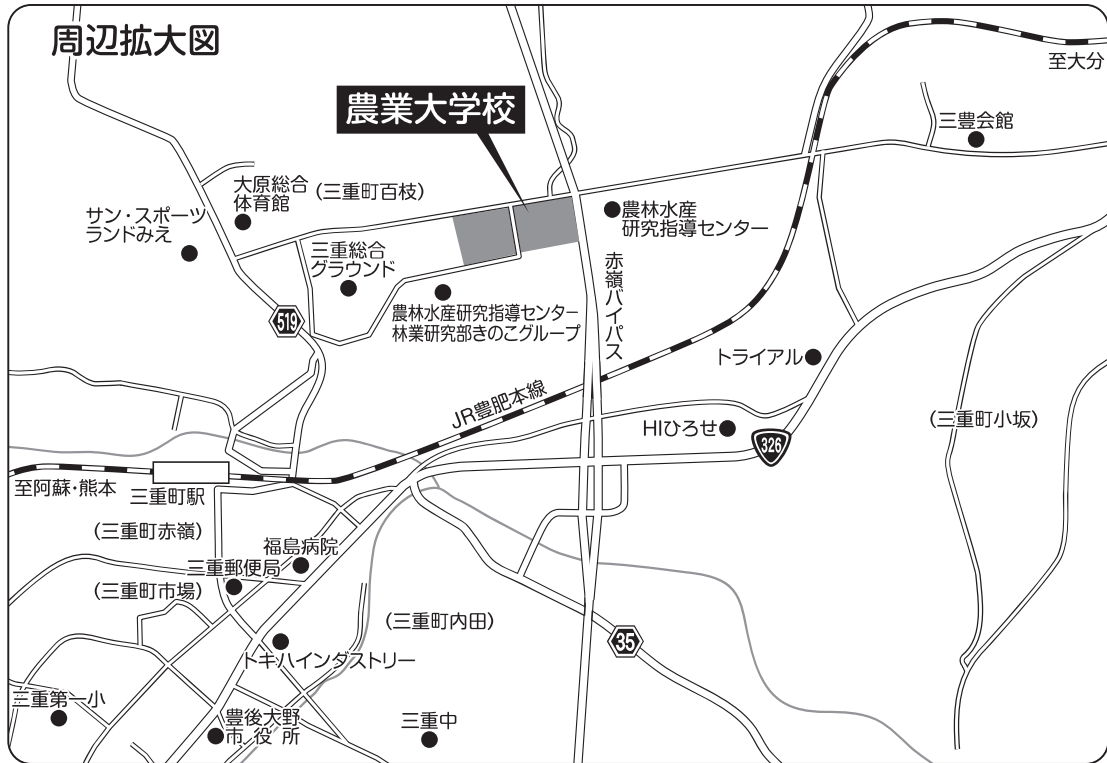 周辺拡大図
至大分
農業大学校
三豊会館
大原総合
体育館
(三重町百枝)
サン・スポーツ
ランドみえ
農林水産
研究指導センター
三重総合
グラウンド
赤嶺バイパス
農林水産研究指導センター
林業研究部きのこグループ
519
トライアル
JR豊肥本線
HIひろせ
(三重町小坂)
326
至阿蘇・熊本
三重町駅
(三重町赤嶺)
福島病院
三重郵便局
(三重町市場)
(三重町内田)
35
トキハインダストリー
三重第一小
豊後大野
市役所
三重中